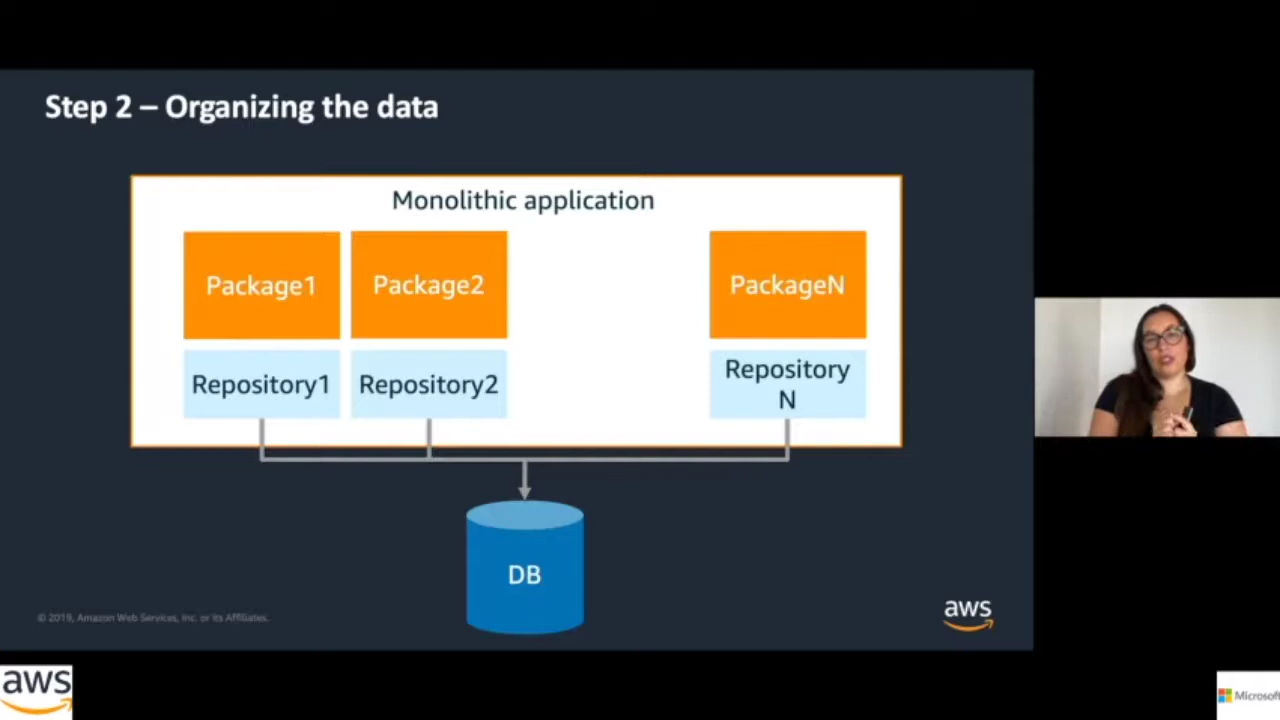 Step 2 – Organizing the data
Monolithic application
Package1
Package2
PackageN
Repository1
Repository2
Repository
N
DB
© 2019, Amazon Web Services, Inc. or its Affiliates.
aws
aws
Microsoft